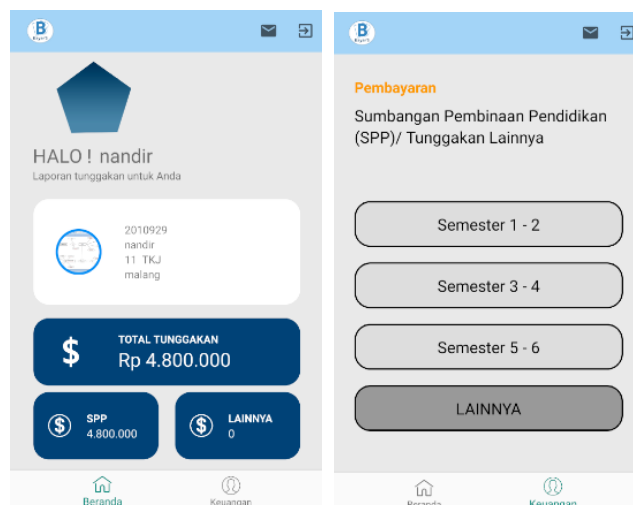 B
HALO ! nandir
Laporan tunggakan untuk Anda
2010929
nandir
11 TKJ
malang
TOTAL TUNGGAKAN
Rp 4.800.000
SPP
4.800.000
LAINNYA
0
Beranda
Keuangan
B
Pembayaran
Sumbangan Pembinaan Pendidikan
(SPP)/ Tunggakan Lainnya
Semester 1 - 2
Semester 3 - 4
Semester 5 - 6
LAINNYA
Beranda
Keuangan